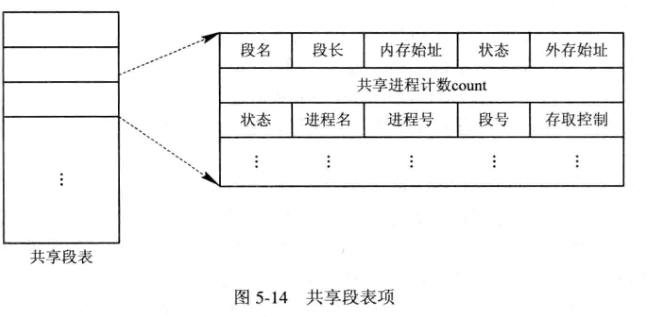 段名 段长 内存始址 状态 外存始址
共享进程计数count
状态 进程名 进程号 段号 存取控制
⋮ ⋮ ⋮ ⋮ ⋮
⋮
共享段表
图 5-14 共享段表项